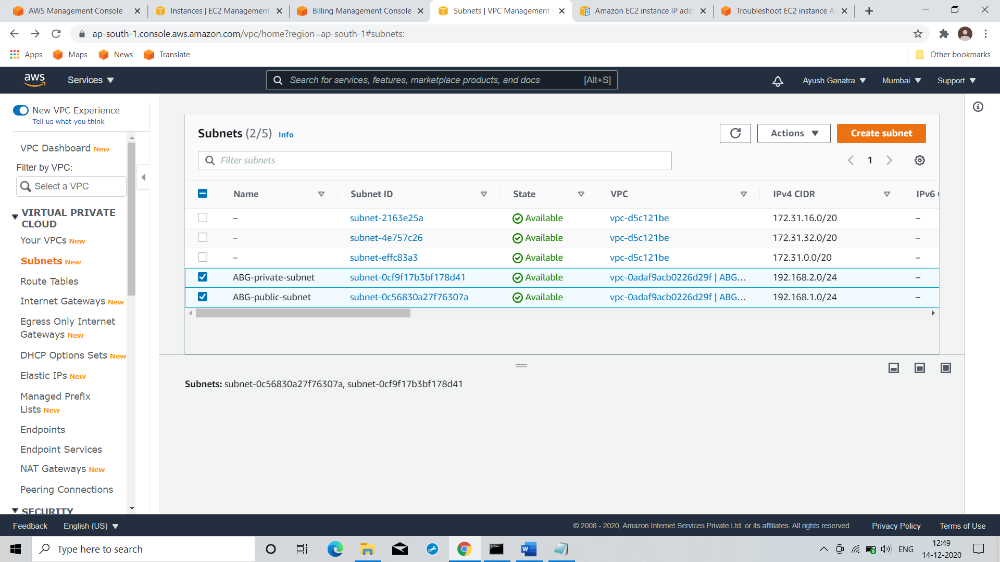 AWS Management Console
Instances | EC2 Management
Billing Management Console
Subnets | VPC Management
Amazon EC2 instance IP addr
Troubleshoot EC2 instance A
ap-south-1.console.aws.amazon.com/vpc/home?region=ap-south-1#subnets:
Apps Maps News Translate Other bookmarks
aws Services Search for services, features, marketplace products, and docs [Alt+S] Ayush Ganatra Mumbai Support
New VPC Experience
Tell us what you think
VPC Dashboard New
Filter by VPC:
Select a VPC
VIRTUAL PRIVATE
CLOUD
Your VPCs New
Subnets New
Route Tables
Internet Gateways New
Egress Only Internet
Gateways New
DHCP Options Sets New
Elastic IPs New
Managed Prefix
Lists New
Endpoints
Endpoint Services
NAT Gateways New
Peering Connections
SECURITY
Subnets (2/5) Info
Actions
Create subnet
Filter subnets
1
Name Subnet ID State VPC IPv4 CIDR IPv6
– subnet-2163e25a Available vpc-d5c121be 172.31.16.0/20 –
– subnet-4e757c26 Available vpc-d5c121be 172.31.32.0/20 –
– subnet-effc83a3 Available vpc-d5c121be 172.31.0.0/20 –
ABG-private-subnet subnet-0cf9f17b3bf178d41 Available vpc-0adaf9acb0226d29f | ABG... 192.168.2.0/24 –
ABG-public-subnet subnet-0c56830a27f76307a Available vpc-0adaf9acb0226d29f | ABG... 192.168.1.0/24 –
Subnets: subnet-0c56830a27f76307a, subnet-0cf9f17b3bf178d41
Feedback English (US) © 2008 - 2020, Amazon Internet Services Private Ltd. or its affiliates. All rights reserved. Privacy Policy Terms of Use
Type here to search
ENG
12:49
14-12-2020